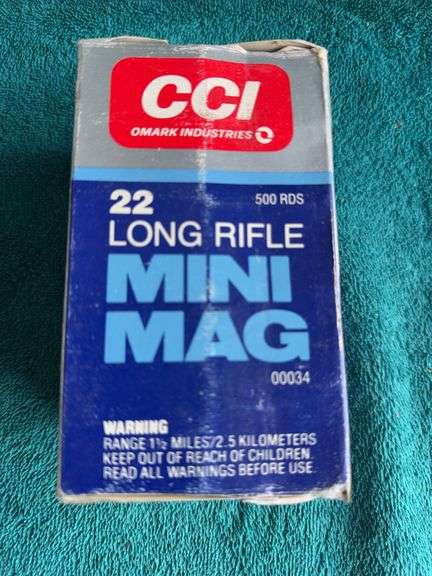 CCI
OMARK INDUSTRIES
22 500 RDS
LONG RIFLE
MINI
MAG
00034
WARNING
RANGE 1½ MILES/2.5 KILOMETERS
KEEP OUT OF REACH OF CHILDREN.
READ ALL WARNINGS BEFORE USE.